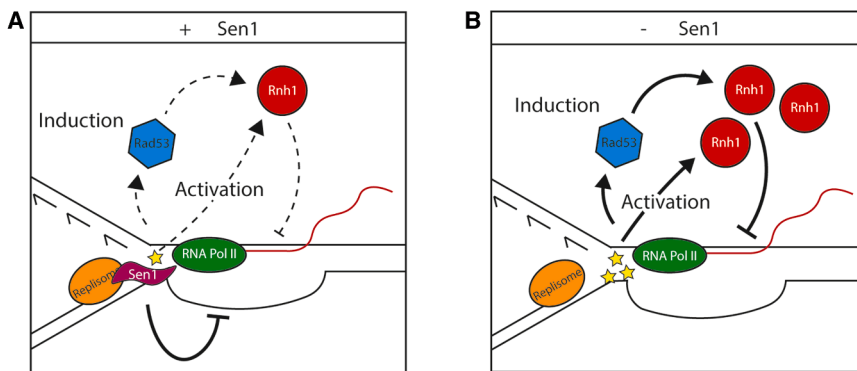 A
+ Sen1
Rnh1
Induction
Rad53
Activation
RNA Pol II
Replisome
Sen1
B
- Sen1
Rnh1
Rnh1
Induction
Rad53
Rnh1
Activation
RNA Pol II
Replisome